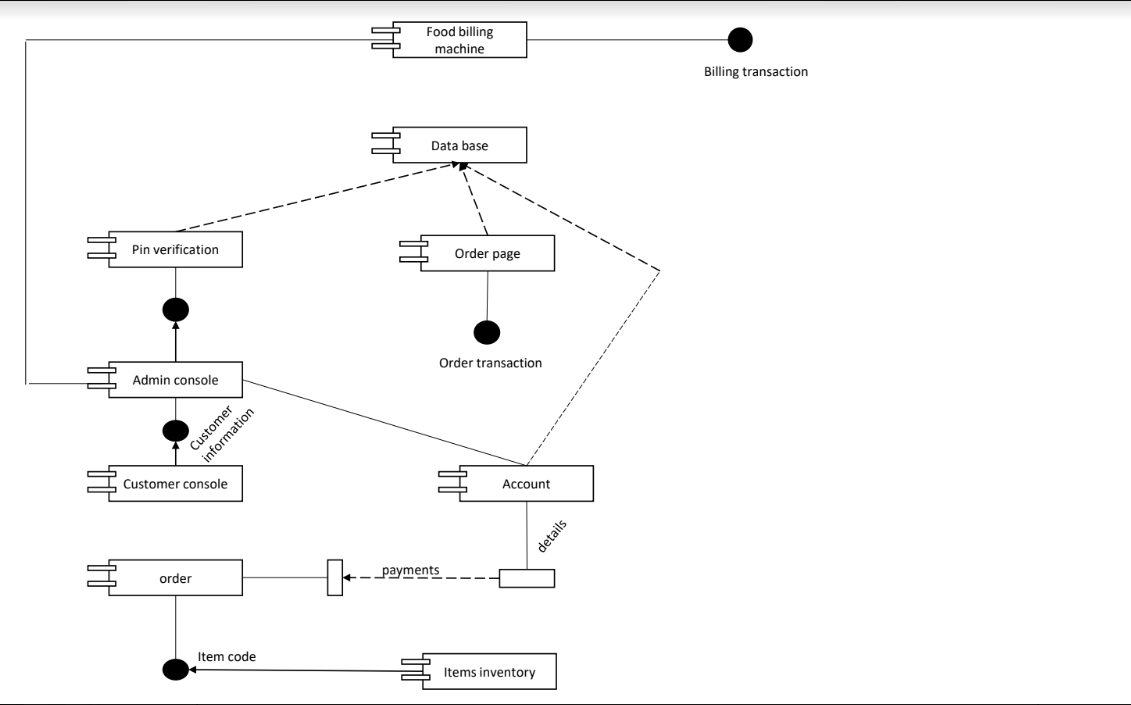 Food billing
machine
Billing transaction
Data base
Pin verification
Order page
Order transaction
Admin console
Customer
information
Customer console
Account
details
order
payments
Item code
Items inventory